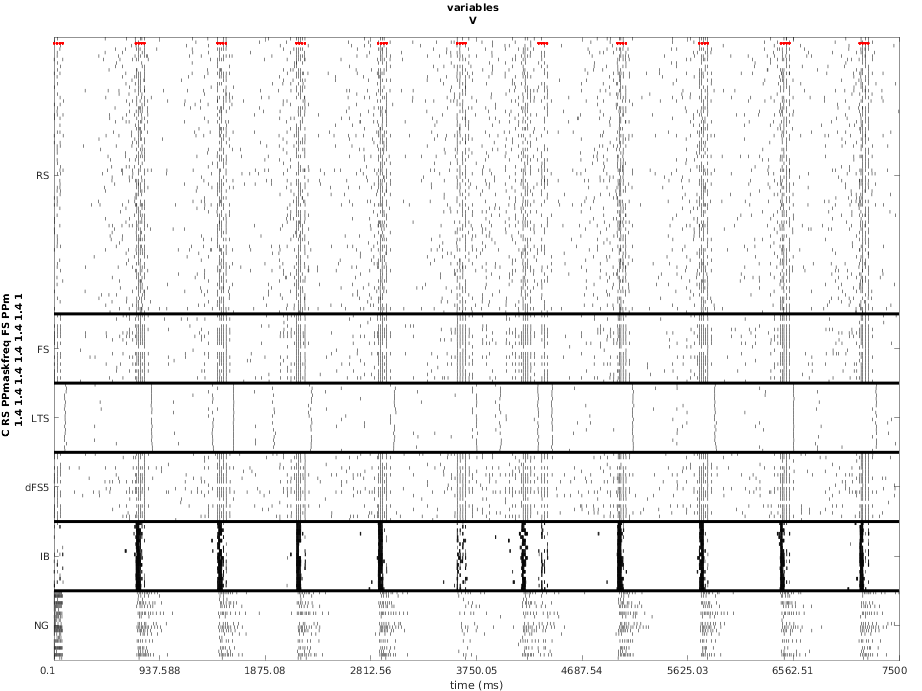 variables
V
C RS PPmaskfreq FS PPm
1.4 1.4 1.4 1.4 1.4 1.4 1
RS
FS
LTS
dFS5
IB
NG
0.1 937.588 1875.08 2812.56 3750.05 4687.54 5625.03 6562.51 7500
time (ms)